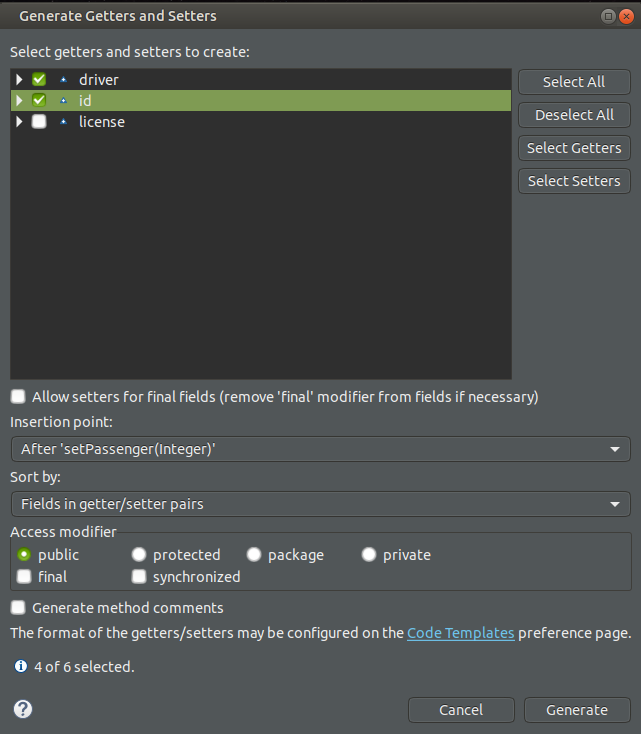 Generate Getters and Setters
Select getters and setters to create:
driver
id
license
Select All
Deselect All
Select Getters
Select Setters
Allow setters for final fields (remove 'final' modifier from fields if necessary)
Insertion point:
After 'setPassenger(Integer)'
Sort by:
Fields in getter/setter pairs
Access modifier
public protected package private
final synchronized
Generate method comments
The format of the getters/setters may be configured on the Code Templates preference page.
i 4 of 6 selected.
? Cancel Generate